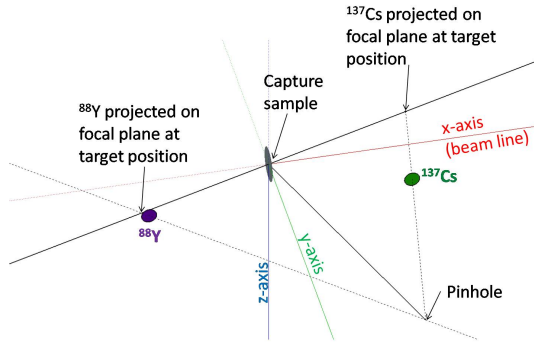 ¹³⁷Cs projected on
focal plane at target
position
Capture
sample
⁸⁸Y projected on
focal plane at
target position
x-axis
(beam line)
¹³⁷Cs
⁸⁸Y
y-axis
z-axis
Pinhole